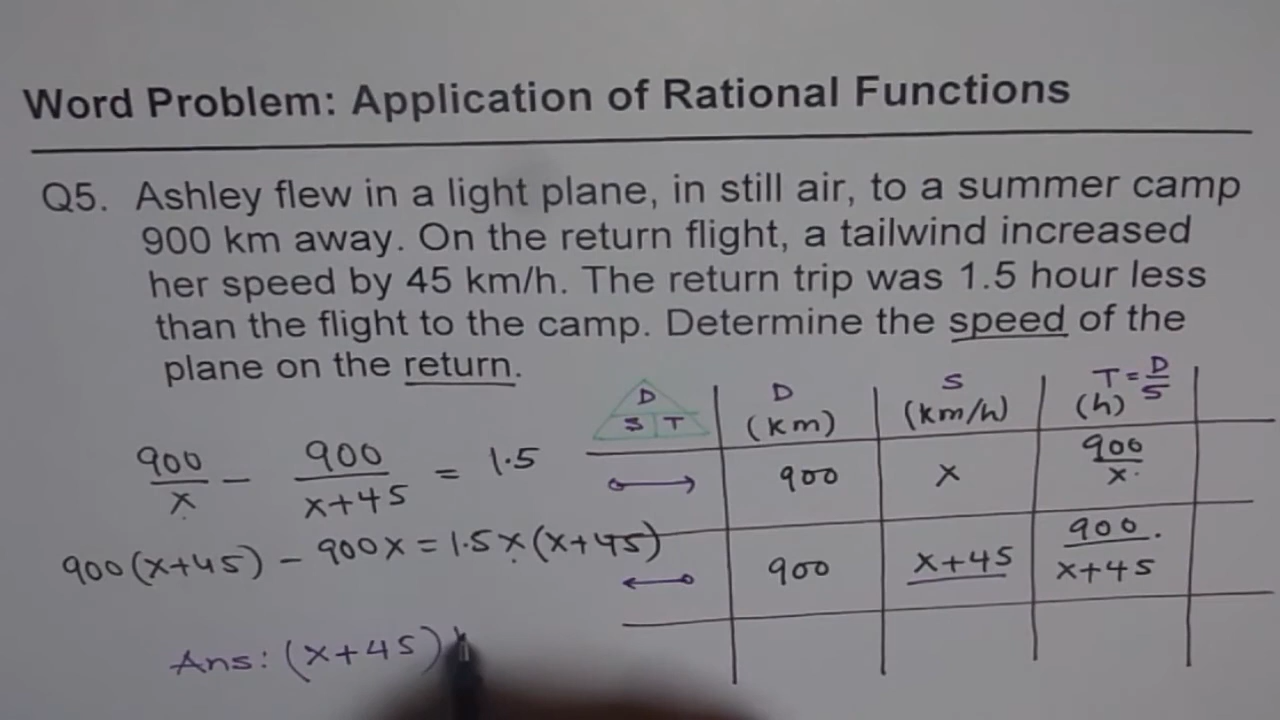 Word Problem: Application of Rational Functions
Q5. Ashley flew in a light plane, in still air, to a summer camp
900 km away. On the return flight, a tailwind increased
her speed by 45 km/h. The return trip was 1.5 hour less
than the flight to the camp. Determine the speed of the
plane on the return.
D
S T
D
(km)
S
(km/h)
T = D/S
(h)
900 x 900/x
900 x+45 900/(x+45)
900/x - 900/(x+45) = 1.5
900(x+45) - 900x = 1.5x(x+45)
Ans: (x+45)